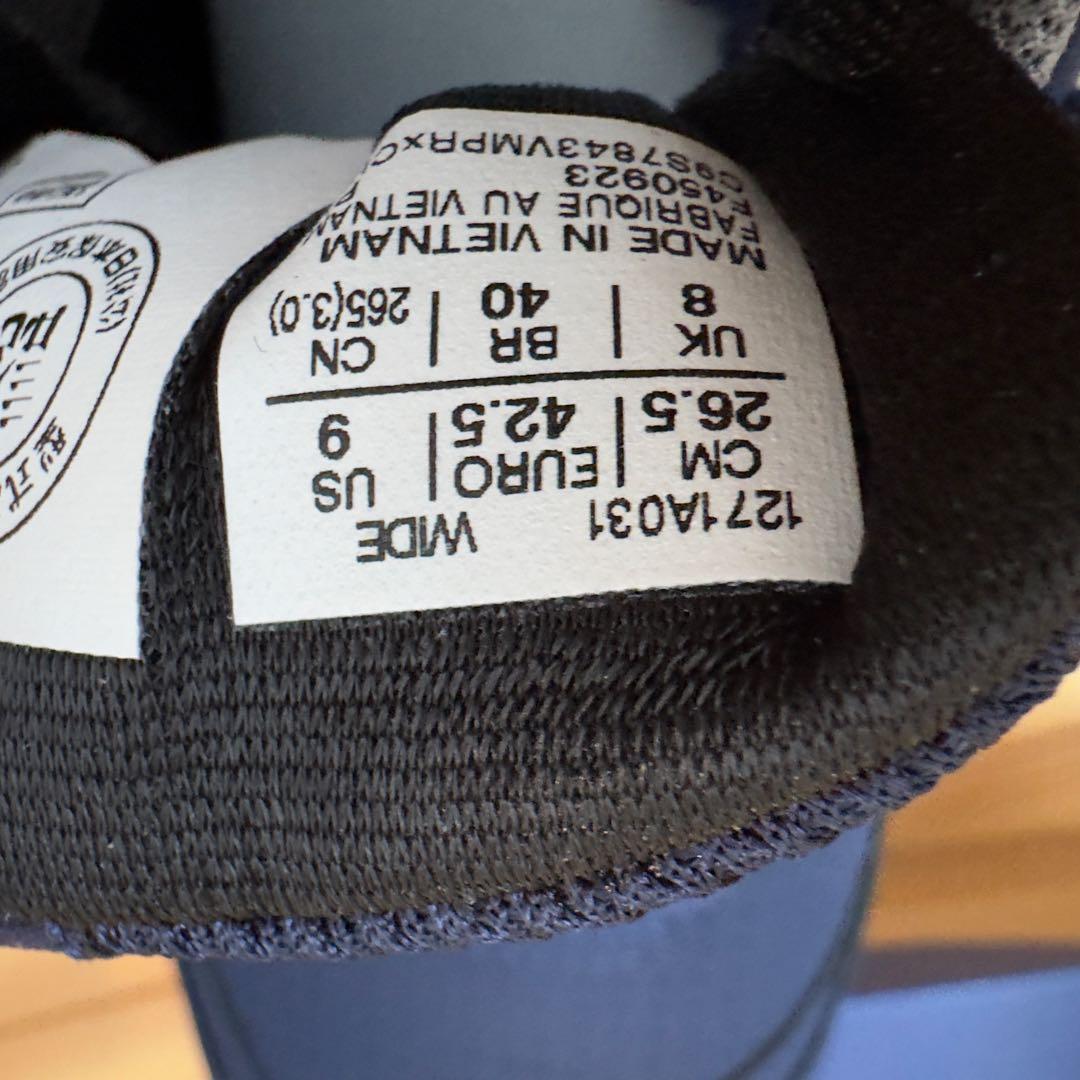 1271A031 WIDE
CM EURO US
26.5 42.5 9
UK BR CN
8 40 265(3.0)
MADE IN VIETNAM
FABRIQUE AU VIETNAM
F450923
C9S7843VMPRxC